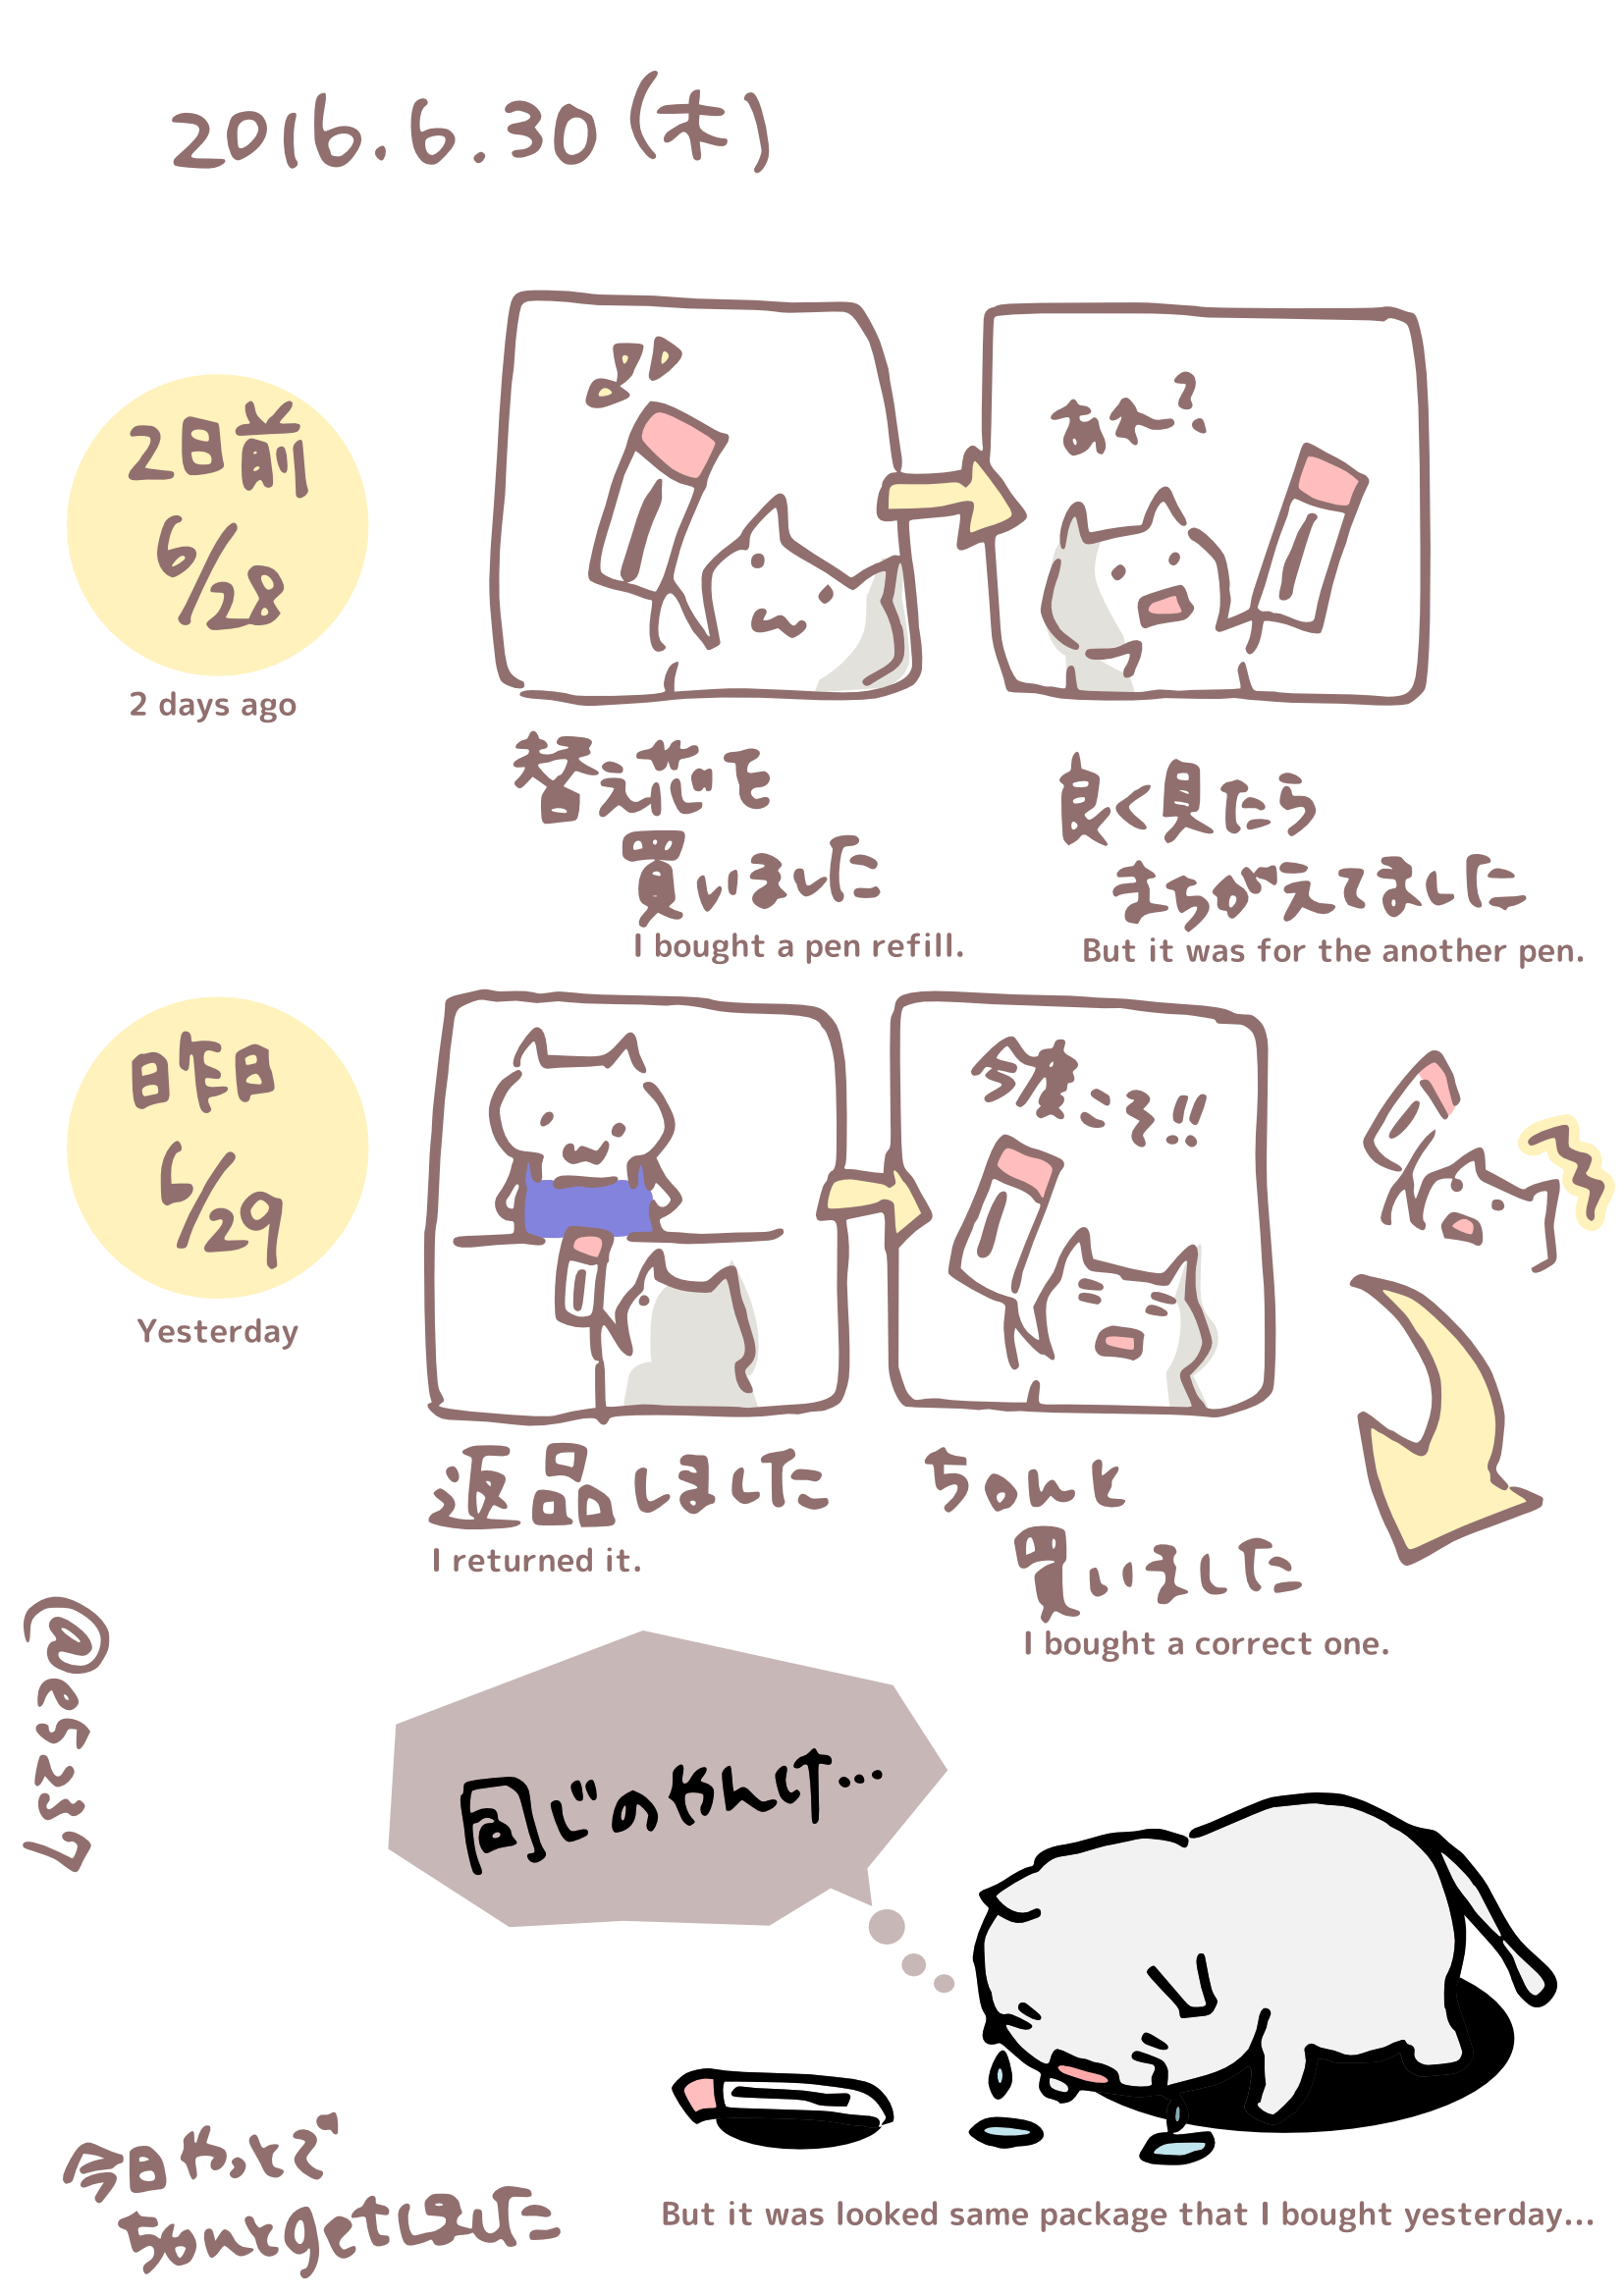 2016.6.30(木)
2日前
6/28
2 days ago
あれ?
替え芯を
買いました
I bought a pen refill.
良く見たら
まちがえてました
But it was for the another pen.
昨日
6/29
Yesterday
今度こそ!!
返品しました
I returned it.
ちゃんと
買いました
I bought a correct one.
同じのやんけ…
But it was looked same package that I bought yesterday...
今日やっとで
ちゃんとgetしました